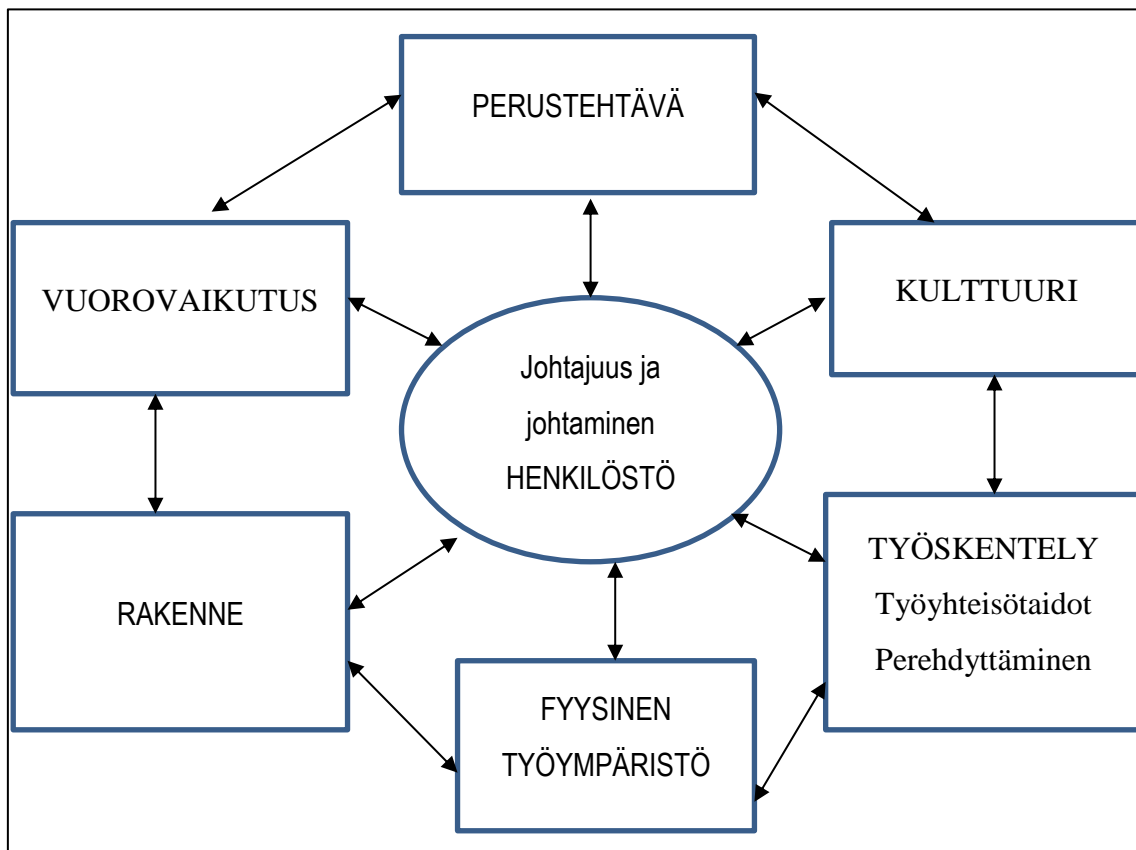 PERUSTEHTÄVÄ
VUOROVAIKUTUS
KULTTUURI
Johtajuus ja
johtaminen
HENKILÖSTÖ
RAKENNE
TYÖSKENTELY
Työyhteisötaidot
Perehdyttäminen
FYYSINEN
TYÖYMPÄRISTÖ